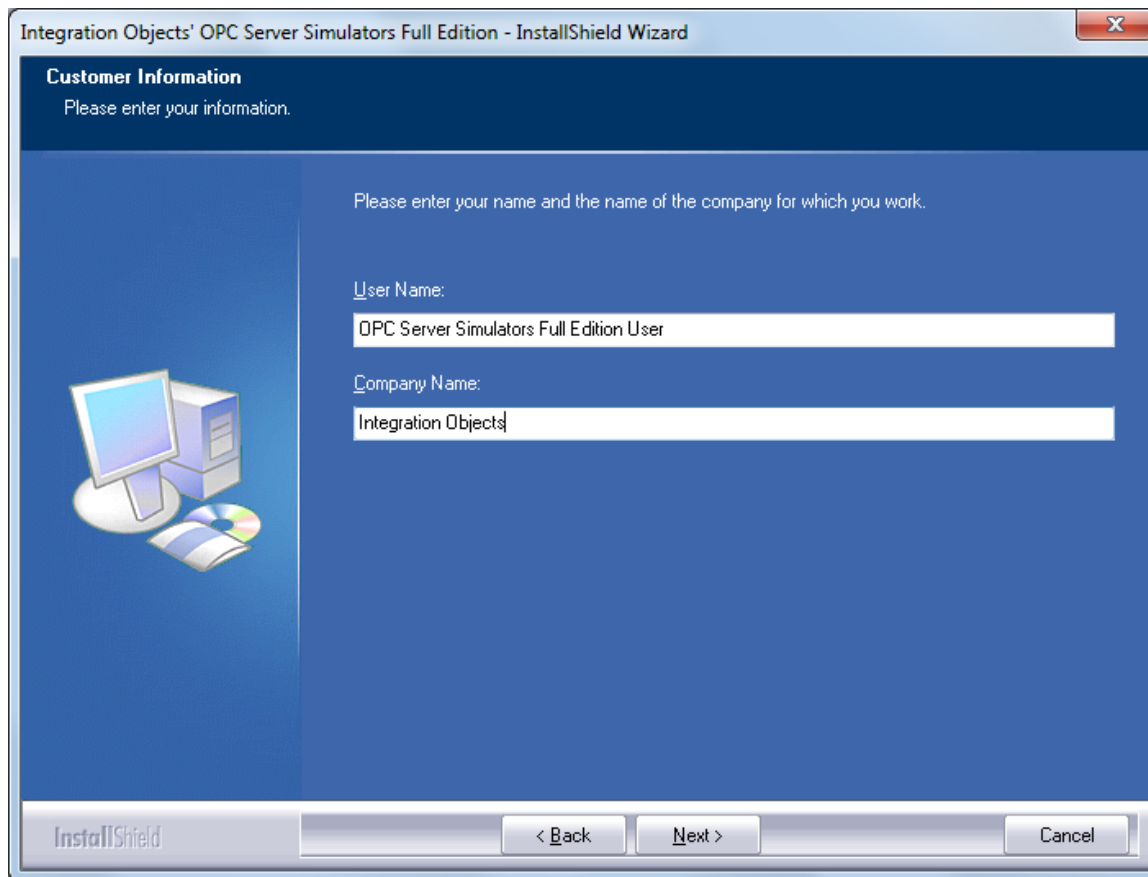 Integration Objects' OPC Server Simulators Full Edition - InstallShield Wizard
Customer Information
Please enter your information.
Please enter your name and the name of the company for which you work.
User Name:
OPC Server Simulators Full Edition User
Company Name:
Integration Objects
InstallShield
< Back
Next >
Cancel